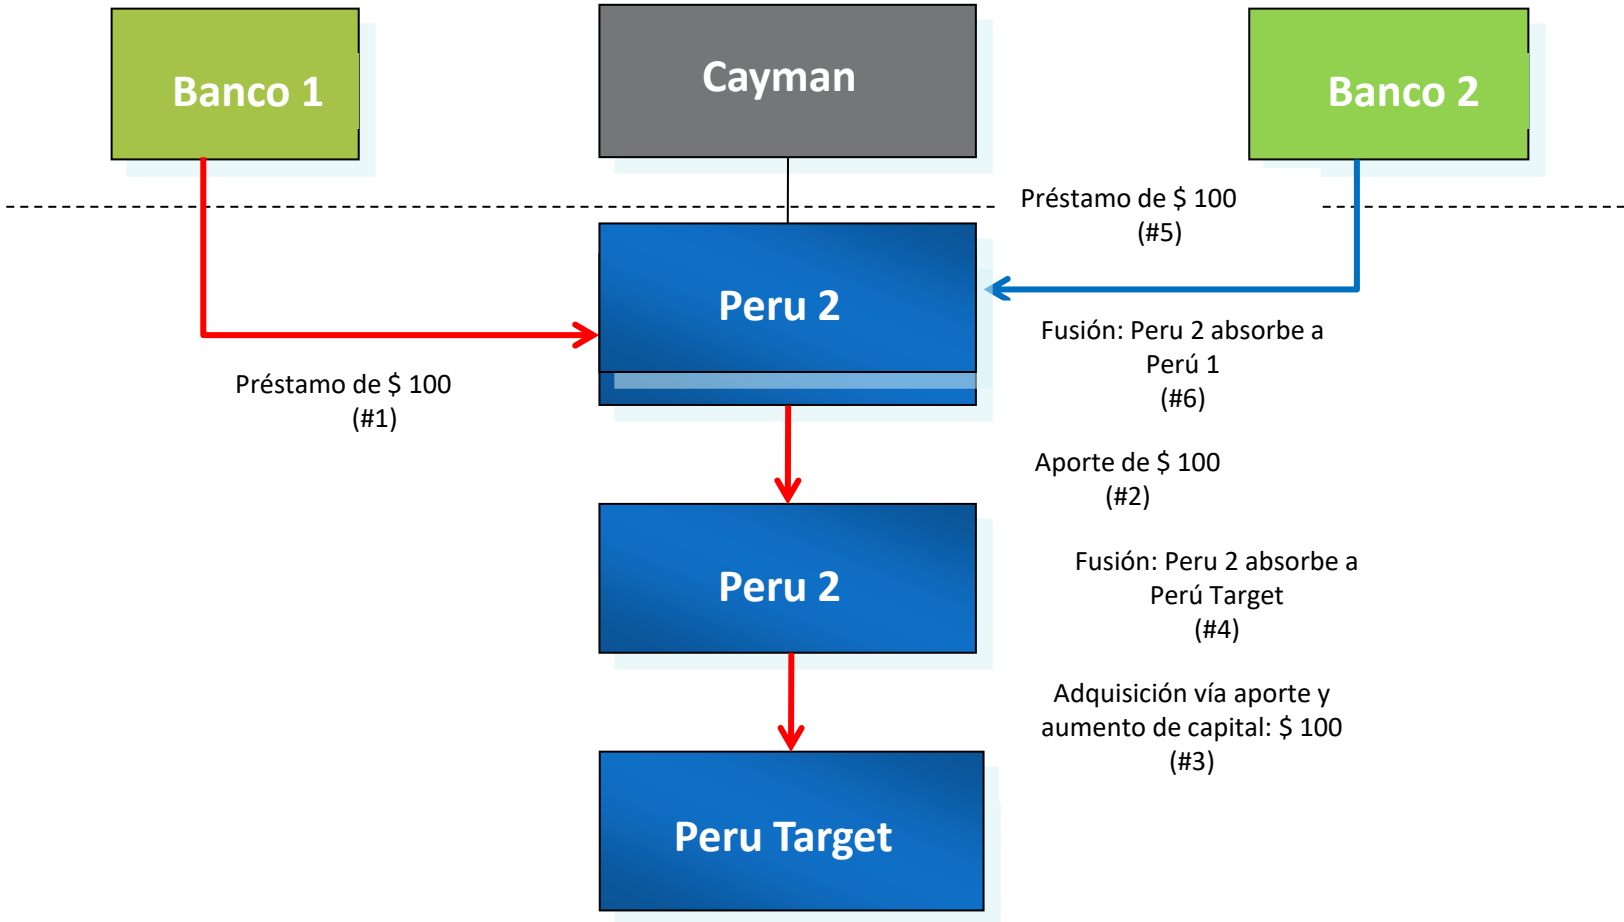 Banco 1
Cayman
Banco 2
Préstamo de $ 100
(#5)
Peru 2
Fusión: Peru 2 absorbe a
Perú 1
(#6)
Préstamo de $ 100
(#1)
Aporte de $ 100
(#2)
Peru 2
Fusión: Peru 2 absorbe a
Perú Target
(#4)
Adquisición vía aporte y
aumento de capital: $ 100
(#3)
Peru Target